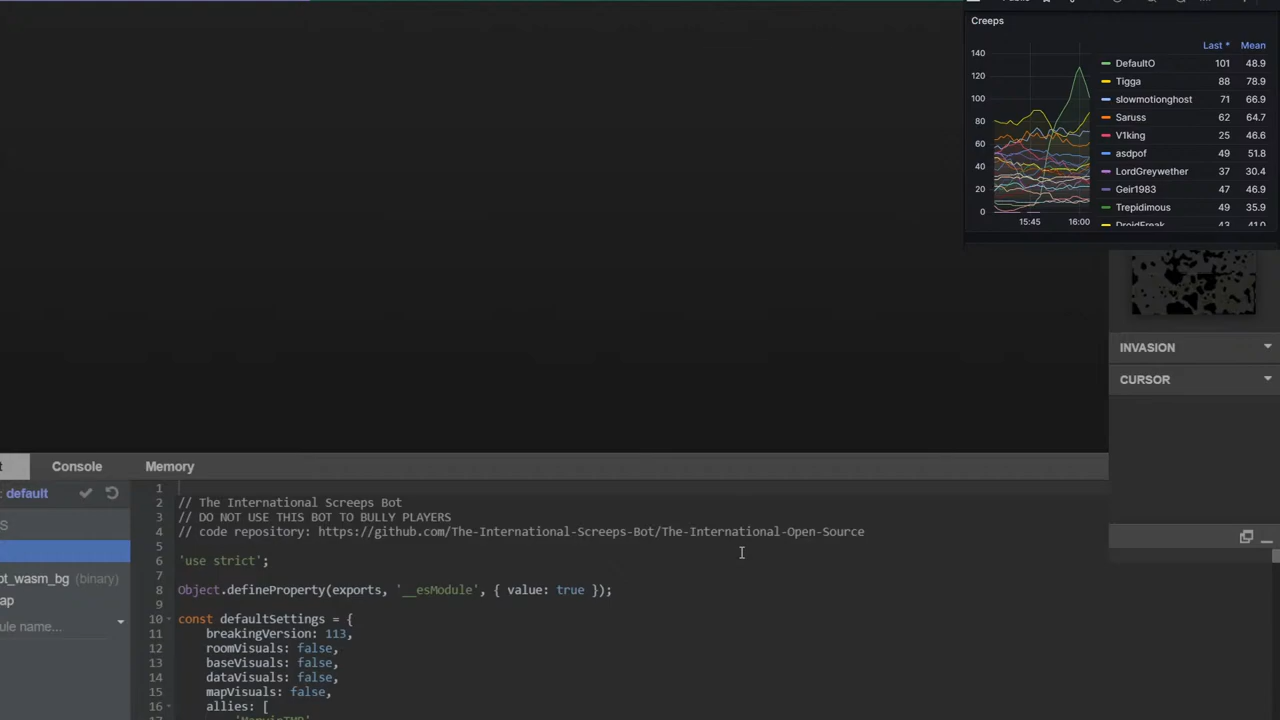 Creeps
Last * Mean
140
120
100
80
60
40
20
0
15:45 16:00
DefaultO 101 48.9
Tigga 88 78.9
slowmotionghost 71 66.9
Saruss 62 64.7
V1king 25 46.6
asdpof 49 51.8
LordGreywether 37 30.4
Geir1983 47 46.9
Trepidimous 49 35.9
DroidFreak 43 41.0
INVASION
CURSOR
Console Memory
default
1
2 // The International Screeps Bot
3 // DO NOT USE THIS BOT TO BULLY PLAYERS
4 // code repository: https://github.com/The-International-Screeps-Bot/The-International-Open-Source
5
6 'use strict';
7
8 Object.defineProperty(exports, '__esModule', { value: true });
9
10 const defaultSettings = {
11 breakingVersion: 113,
12 roomVisuals: false,
13 baseVisuals: false,
14 dataVisuals: false,
15 mapVisuals: false,
16 allies: [
17
S
ot_wasm_bg (binary)
ap
ule name...